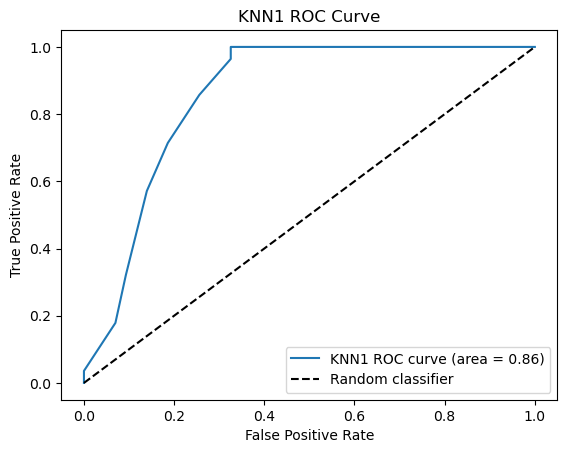 KNN1 ROC Curve
True Positive Rate
1.0
0.8
0.6
0.4
0.2
0.0
KNN1 ROC curve (area = 0.86)
Random classifier
0.0 0.2 0.4 0.6 0.8 1.0
False Positive Rate